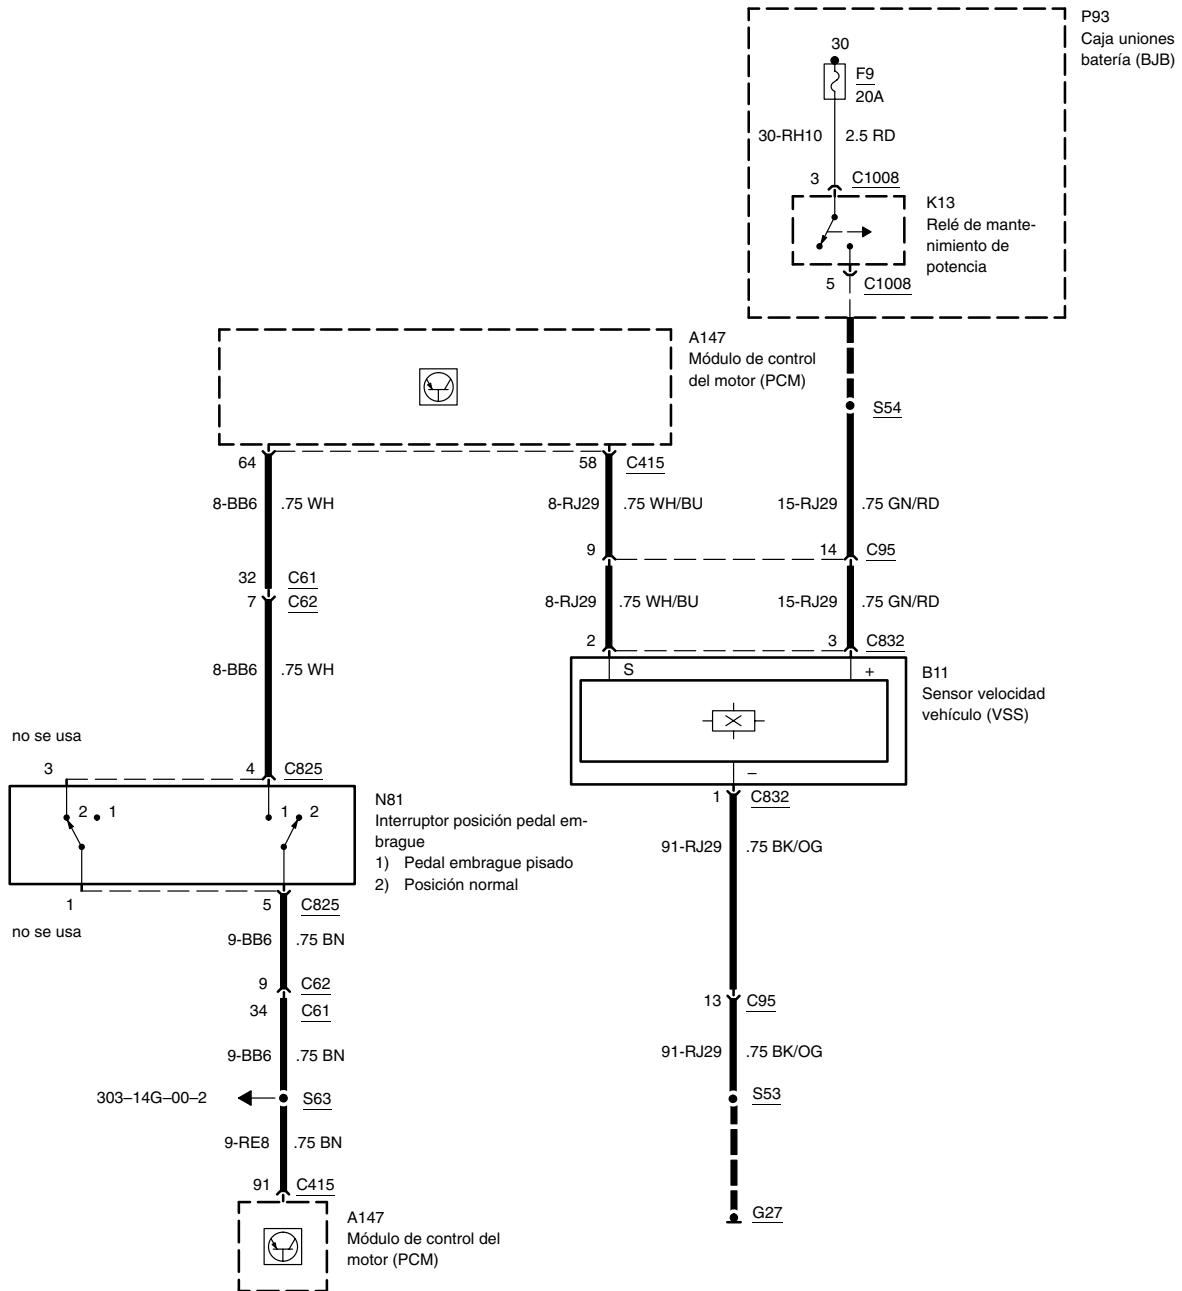 P93
Caja uniones
batería (BJB)
30
F9
20A
30-RH10 2.5 RD
3 C1008
K13
Relé de mante-
nimiento de
potencia
5 C1008
A147
Módulo de control
del motor (PCM)
S54
64 58 C415
8-BB6 .75 WH 8-RJ29 .75 WH/BU 15-RJ29 .75 GN/RD
9 14 C95
32 C61
7 C62
8-RJ29 .75 WH/BU 15-RJ29 .75 GN/RD
2 3 C832
8-BB6 .75 WH
S +
B11
Sensor velocidad
vehículo (VSS)
no se usa
3 4 C825
–
1 C832
N81
Interruptor posición pedal em-
brague
1) Pedal embrague pisado
2) Posición normal
2 1 1 2
91-RJ29 .75 BK/OG
1 5 C825
no se usa
9-BB6 .75 BN
9 C62
34 C61
13 C95
9-BB6 .75 BN
91-RJ29 .75 BK/OG
303–14G–00–2 S63
S53
9-RE8 .75 BN
91 C415
G27
A147
Módulo de control del
motor (PCM)